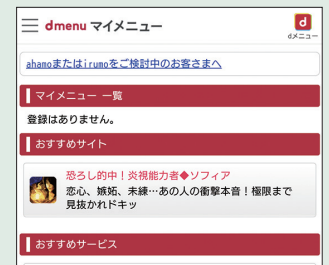 dmenu マイメニュー
d
dメニュー
ahamoまたはirumoをご検討中のお客さまへ
マイメニュー 一覧
登録はありません。
おすすめサイト
恐ろし的中！炎視能力者◆ソフィア
恋心、嫉妬、未練…あの人の衝撃本音！極限まで
見抜かれドキッ
おすすめサービス